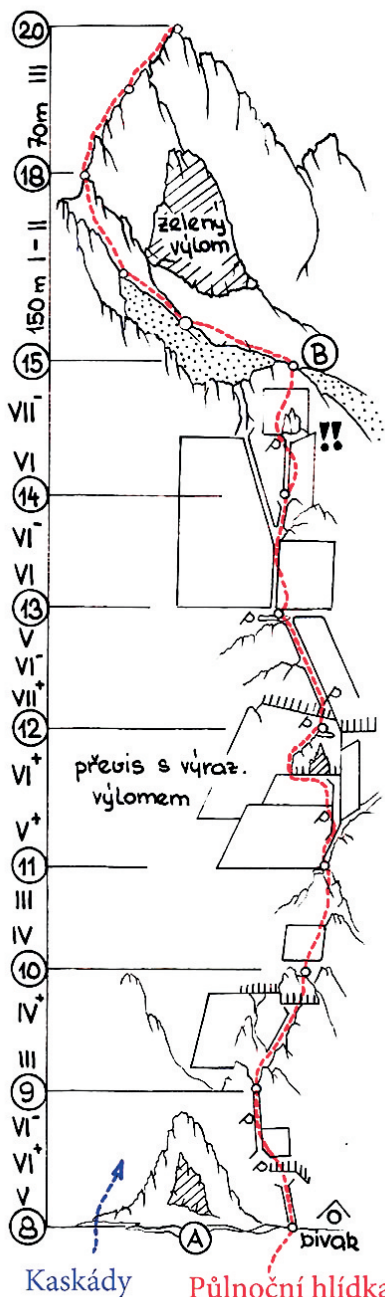 20
III
70m
18
zelený
výlom
I - II
150 m
B
15
VII-
!!
VI
14
VI-
VI
13
V
VI-
VII+
12
převis s výraz.
výlomem
VI+
V+
11
III
IV
10
IV+
III
9
VI-
VI+
V
8
A
bivak
Kaskády
Půlnoční hlídka